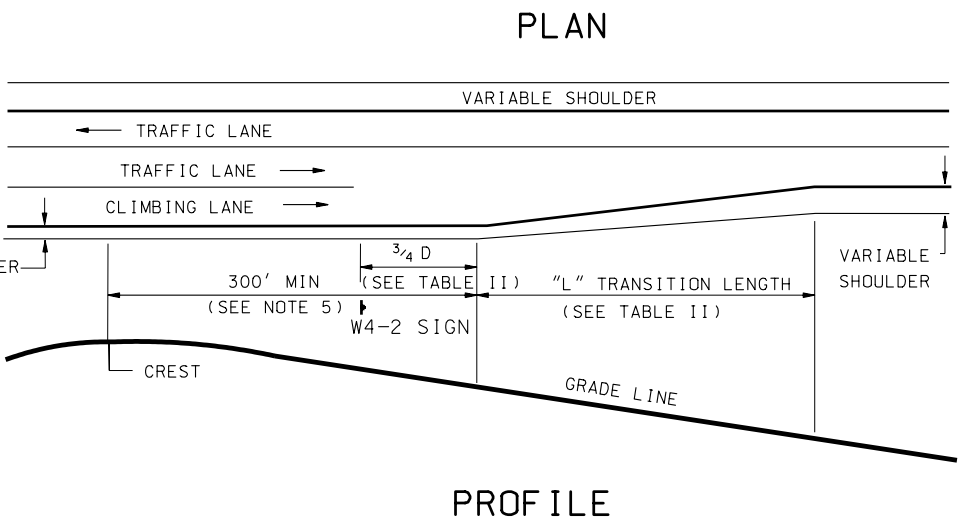 PLAN
VARIABLE SHOULDER
TRAFFIC LANE
TRAFFIC LANE
CLIMBING LANE
ER
3/4 D
(SEE TABLE II)
300' MIN
(SEE NOTE 5)
"L" TRANSITION LENGTH
(SEE TABLE II)
VARIABLE
SHOULDER
W4-2 SIGN
CREST
GRADE LINE
PROFILE